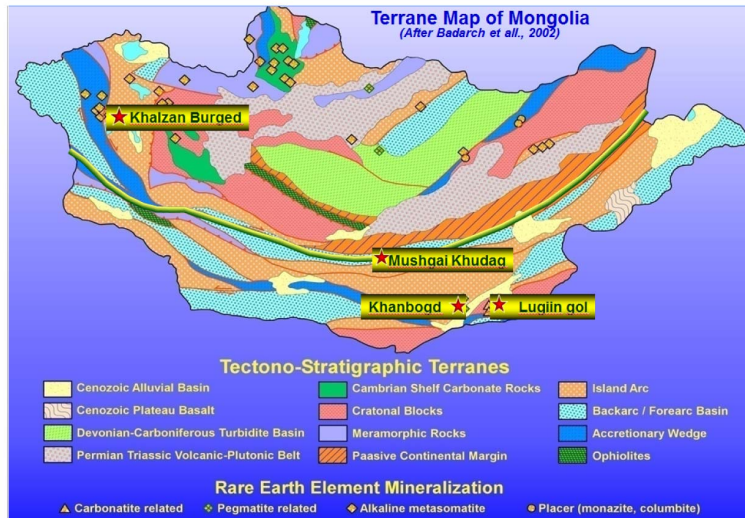 Terrane Map of Mongolia
(After Badarch et all., 2002)
Khalzan Burged
Mushgai Khudag
Khanbogd
Lugiin gol
Tectono-Stratigraphic Terranes
Cenozoic Alluvial Basin
Cambrian Shelf Carbonate Rocks
Island Arc
Cenozoic Plateau Basalt
Cratonal Blocks
Backarc / Forearc Basin
Devonian-Carboniferous Turbidite Basin
Meramorphic Rocks
Accretionary Wedge
Permian Triassic Volcanic-Plutonic Belt
Paasive Continental Margin
Ophiolites
Rare Earth Element Mineralization
Carbonatite related
Pegmatite related
Alkaline metasomatite
Placer (monazite, columbite)